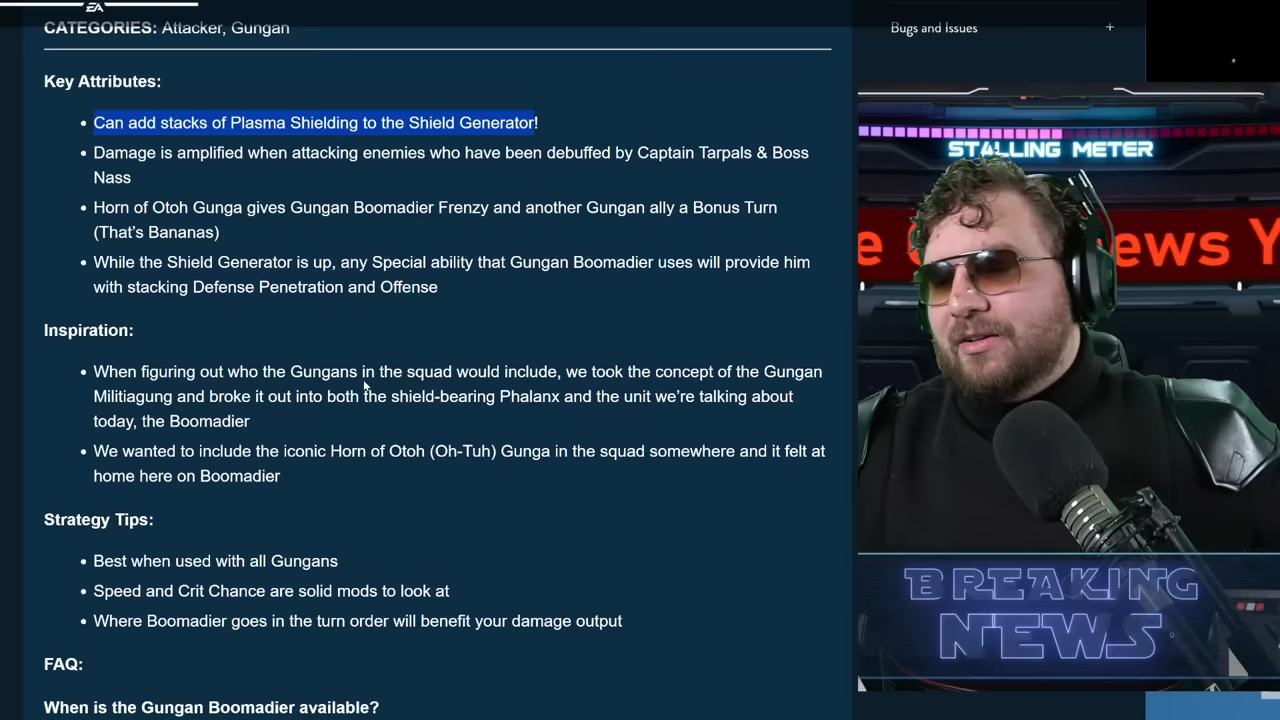 EA
CATEGORIES: Attacker, Gungan
Bugs and Issues +
Key Attributes:
• Can add stacks of Plasma Shielding to the Shield Generator!
• Damage is amplified when attacking enemies who have been debuffed by Captain Tarpals & Boss
Nass
• Horn of Otoh Gunga gives Gungan Boomadier Frenzy and another Gungan ally a Bonus Turn
(That's Bananas)
• While the Shield Generator is up, any Special ability that Gungan Boomadier uses will provide him
with stacking Defense Penetration and Offense
Inspiration:
• When figuring out who the Gungans in the squad would include, we took the concept of the Gungan
Militiagung and broke it out into both the shield-bearing Phalanx and the unit we're talking about
today, the Boomadier
• We wanted to include the iconic Horn of Otoh (Oh-Tuh) Gunga in the squad somewhere and it felt at
home here on Boomadier
Strategy Tips:
• Best when used with all Gungans
• Speed and Crit Chance are solid mods to look at
• Where Boomadier goes in the turn order will benefit your damage output
FAQ:
When is the Gungan Boomadier available?
STALLING METER
ews Y
BREAKING
NEWS